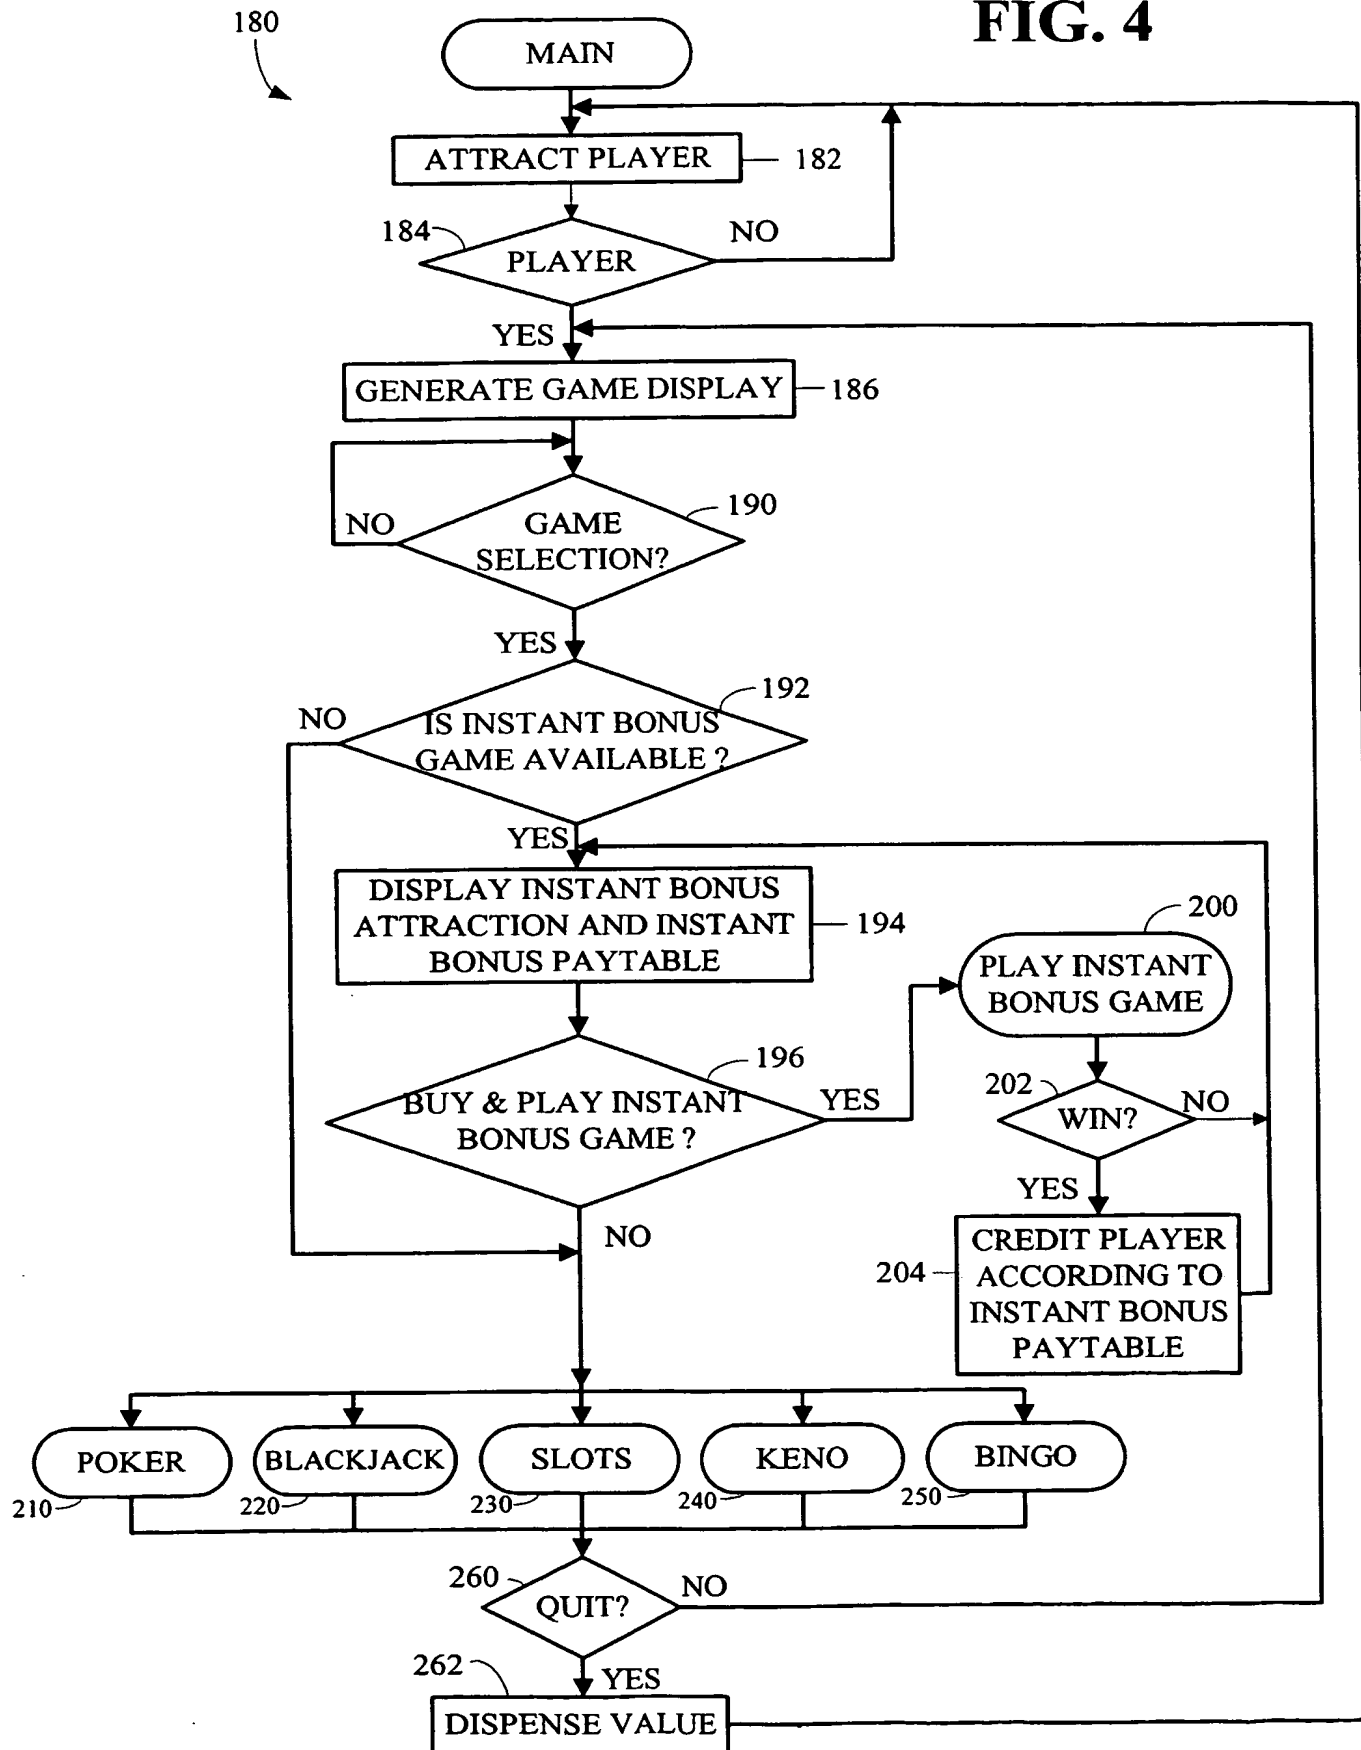 FIG. 4
180
MAIN
ATTRACT PLAYER
182
184
PLAYER
NO
YES
GENERATE GAME DISPLAY
186
190
NO
GAME
SELECTION?
YES
192
NO
IS INSTANT BONUS
GAME AVAILABLE ?
YES
DISPLAY INSTANT BONUS
ATTRACTION AND INSTANT
BONUS PAYTABLE
194
200
PLAY INSTANT
BONUS GAME
196
BUY & PLAY INSTANT
BONUS GAME ?
YES
202
WIN?
NO
YES
NO
204
CREDIT PLAYER
ACCORDING TO
INSTANT BONUS
PAYTABLE
POKER
BLACKJACK
SLOTS
KENO
BINGO
210
220
230
240
250
260
QUIT?
NO
262
YES
DISPENSE VALUE